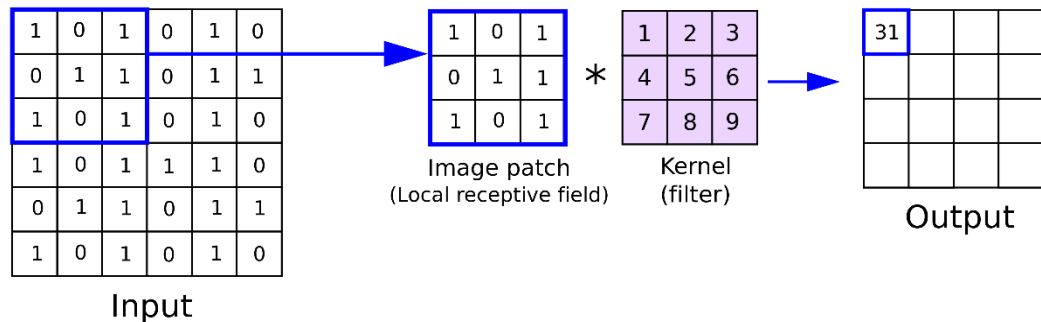 1 0 1 0 1 0
0 1 1 0 1 1
1 0 1 0 1 0
1 0 1 1 1 0
0 1 1 0 1 1
1 0 1 0 1 0
Input
1 0 1
0 1 1
1 0 1
Image patch
(Local receptive field)
*
1 2 3
4 5 6
7 8 9
Kernel
(filter)
31
Output